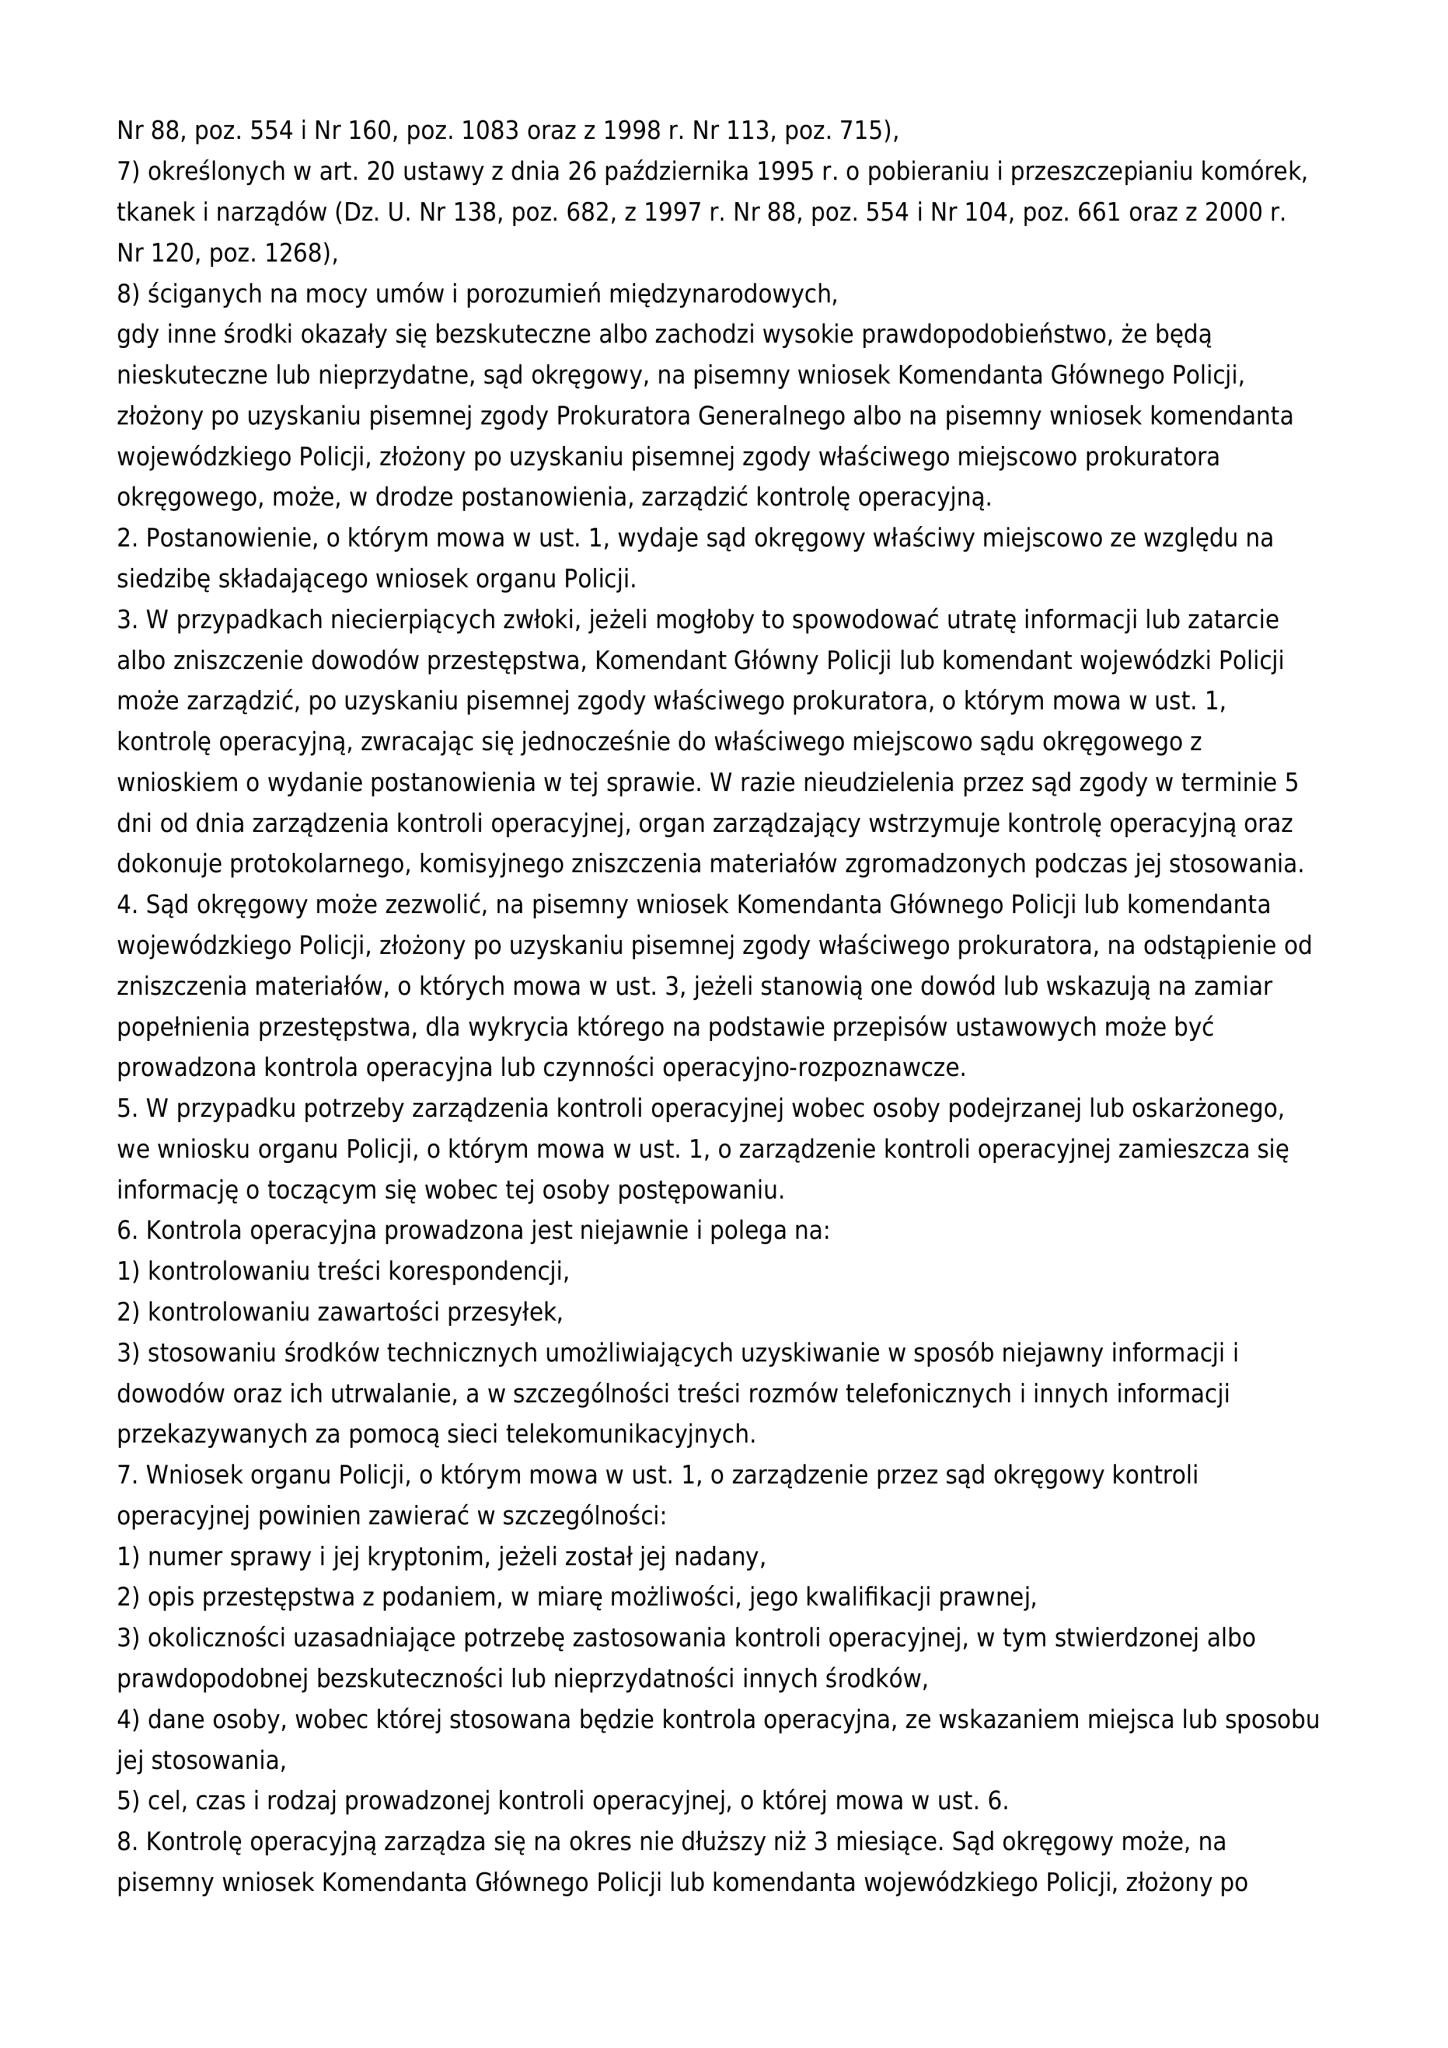 Nr 88, poz. 554 i Nr 160, poz. 1083 oraz z 1998 r. Nr 113, poz. 715),
7) określonych w art. 20 ustawy z dnia 26 października 1995 r. o pobieraniu i przeszczepianiu komórek,
tkanek i narządów (Dz. U. Nr 138, poz. 682, z 1997 r. Nr 88, poz. 554 i Nr 104, poz. 661 oraz z 2000 r.
Nr 120, poz. 1268),
8) ściganych na mocy umów i porozumień międzynarodowych,
gdy inne środki okazały się bezskuteczne albo zachodzi wysokie prawdopodobieństwo, że będą
nieskuteczne lub nieprzydatne, sąd okręgowy, na pisemny wniosek Komendanta Głównego Policji,
złożony po uzyskaniu pisemnej zgody Prokuratora Generalnego albo na pisemny wniosek komendanta
wojewódzkiego Policji, złożony po uzyskaniu pisemnej zgody właściwego miejscowo prokuratora
okręgowego, może, w drodze postanowienia, zarządzić kontrolę operacyjną.
2. Postanowienie, o którym mowa w ust. 1, wydaje sąd okręgowy właściwy miejscowo ze względu na
siedzibę składającego wniosek organu Policji.
3. W przypadkach niecierpiących zwłoki, jeżeli mogłoby to spowodować utratę informacji lub zatarcie
albo zniszczenie dowodów przestępstwa, Komendant Główny Policji lub komendant wojewódzki Policji
może zarządzić, po uzyskaniu pisemnej zgody właściwego prokuratora, o którym mowa w ust. 1,
kontrolę operacyjną, zwracając się jednocześnie do właściwego miejscowo sądu okręgowego z
wnioskiem o wydanie postanowienia w tej sprawie. W razie nieudzielenia przez sąd zgody w terminie 5
dni od dnia zarządzenia kontroli operacyjnej, organ zarządzający wstrzymuje kontrolę operacyjną oraz
dokonuje protokolarnego, komisyjnego zniszczenia materiałów zgromadzonych podczas jej stosowania.
4. Sąd okręgowy może zezwolić, na pisemny wniosek Komendanta Głównego Policji lub komendanta
wojewódzkiego Policji, złożony po uzyskaniu pisemnej zgody właściwego prokuratora, na odstąpienie od
zniszczenia materiałów, o których mowa w ust. 3, jeżeli stanowią one dowód lub wskazują na zamiar
popełnienia przestępstwa, dla wykrycia którego na podstawie przepisów ustawowych może być
prowadzona kontrola operacyjna lub czynności operacyjno-rozpoznawcze.
5. W przypadku potrzeby zarządzenia kontroli operacyjnej wobec osoby podejrzanej lub oskarżonego,
we wniosku organu Policji, o którym mowa w ust. 1, o zarządzenie kontroli operacyjnej zamieszcza się
informację o toczącym się wobec tej osoby postępowaniu.
6. Kontrola operacyjna prowadzona jest niejawnie i polega na:
1) kontrolowaniu treści korespondencji,
2) kontrolowaniu zawartości przesyłek,
3) stosowaniu środków technicznych umożliwiających uzyskiwanie w sposób niejawny informacji i
dowodów oraz ich utrwalanie, a w szczególności treści rozmów telefonicznych i innych informacji
przekazywanych za pomocą sieci telekomunikacyjnych.
7. Wniosek organu Policji, o którym mowa w ust. 1, o zarządzenie przez sąd okręgowy kontroli
operacyjnej powinien zawierać w szczególności:
1) numer sprawy i jej kryptonim, jeżeli został jej nadany,
2) opis przestępstwa z podaniem, w miarę możliwości, jego kwalifikacji prawnej,
3) okoliczności uzasadniające potrzebę zastosowania kontroli operacyjnej, w tym stwierdzonej albo
prawdopodobnej bezskuteczności lub nieprzydatności innych środków,
4) dane osoby, wobec której stosowana będzie kontrola operacyjna, ze wskazaniem miejsca lub sposobu
jej stosowania,
5) cel, czas i rodzaj prowadzonej kontroli operacyjnej, o której mowa w ust. 6.
8. Kontrolę operacyjną zarządza się na okres nie dłuższy niż 3 miesiące. Sąd okręgowy może, na
pisemny wniosek Komendanta Głównego Policji lub komendanta wojewódzkiego Policji, złożony po